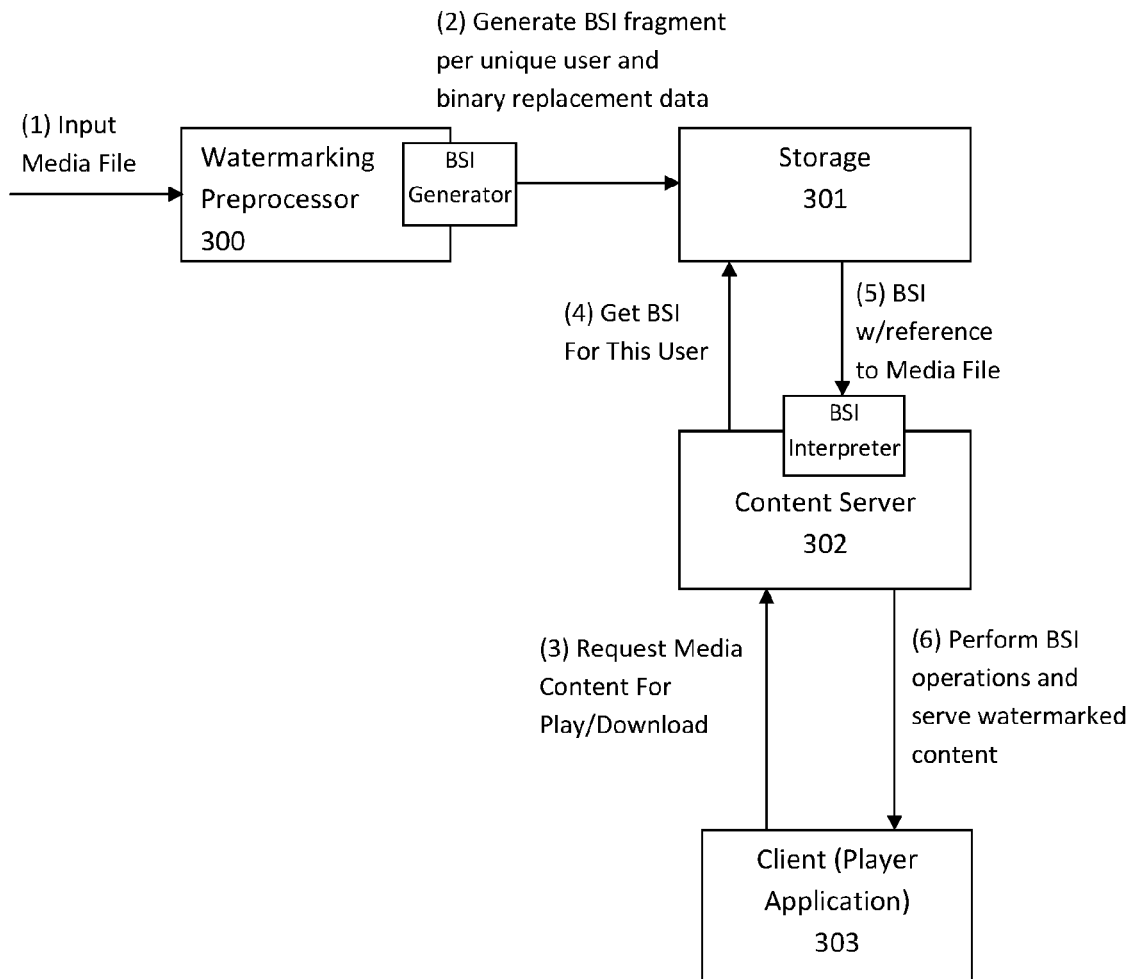 (2) Generate BSI fragment
per unique user and
binary replacement data
(1) Input
Media File
Watermarking
Preprocessor
300
BSI
Generator
Storage
301
(4) Get BSI
For This User
(5) BSI
w/reference
to Media File
BSI
Interpreter
Content Server
302
(3) Request Media
Content For
Play/Download
(6) Perform BSI
operations and
serve watermarked
content
Client (Player
Application)
303